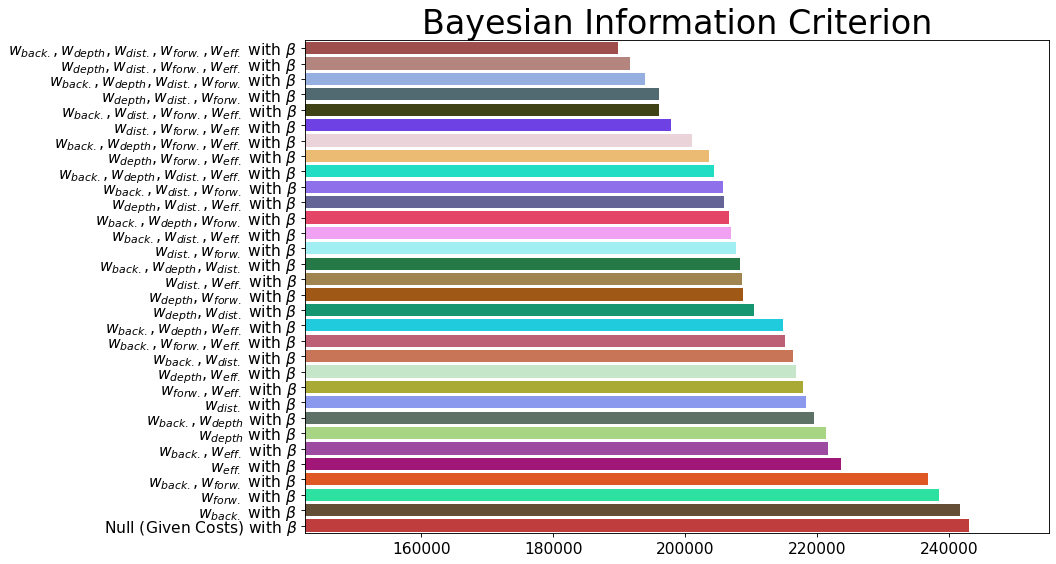 Bayesian Information Criterion
w_back., w_depth, w_dist., w_forw., w_eff. with β
w_depth, w_dist., w_forw., w_eff. with β
w_back., w_depth, w_dist., w_forw. with β
w_depth, w_dist., w_forw. with β
w_back., w_dist., w_forw., w_eff. with β
w_dist., w_forw., w_eff. with β
w_back., w_depth, w_forw., w_eff. with β
w_depth, w_forw., w_eff. with β
w_back., w_depth, w_dist., w_eff. with β
w_back., w_dist., w_forw. with β
w_depth, w_dist., w_eff. with β
w_back., w_depth, w_forw. with β
w_back., w_dist., w_eff. with β
w_dist., w_forw. with β
w_back., w_depth, w_dist. with β
w_dist., w_eff. with β
w_depth, w_forw. with β
w_depth, w_dist. with β
w_back., w_depth, w_eff. with β
w_back., w_forw., w_eff. with β
w_back., w_dist. with β
w_depth, w_eff. with β
w_forw., w_eff. with β
w_dist. with β
w_back., w_depth with β
w_depth with β
w_back., w_eff. with β
w_eff. with β
w_back., w_forw. with β
w_forw. with β
w_back. with β
Null (Given Costs) with β
160000 180000 200000 220000 240000